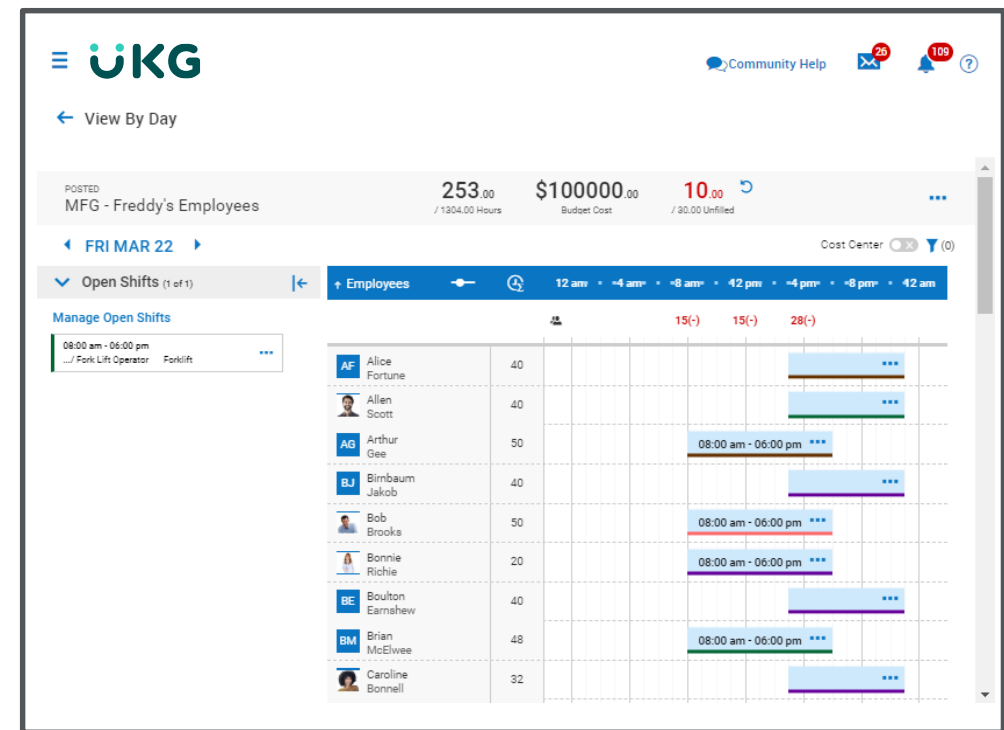 UKG
Community Help
26
109
?
View By Day
POSTED
MFG - Freddy's Employees
253.00
/ 1304.00 Hours
$100000.00
Budget Cost
10.00
/ 30.00 Unfilled
FRI MAR 22
Cost Center
(0)
Open Shifts (1 of 1)
Employees
12 am 4 am 8 am 12 pm 4 pm 8 pm 12 am
Manage Open Shifts
15(-) 15(-) 28(-)
08:00 am - 06:00 pm
.../ Fork Lift Operator Forklift
AF Alice
Fortune
40
Allen
Scott
40
AG Arthur
Gee
50
08:00 am - 06:00 pm
BJ Birnbaum
Jakob
40
Bob
Brooks
50
08:00 am - 06:00 pm
Bonnie
Richie
20
08:00 am - 06:00 pm
BE Boulton
Earnshew
40
BM Brian
McElwee
48
08:00 am - 06:00 pm
Caroline
Bonnell
32